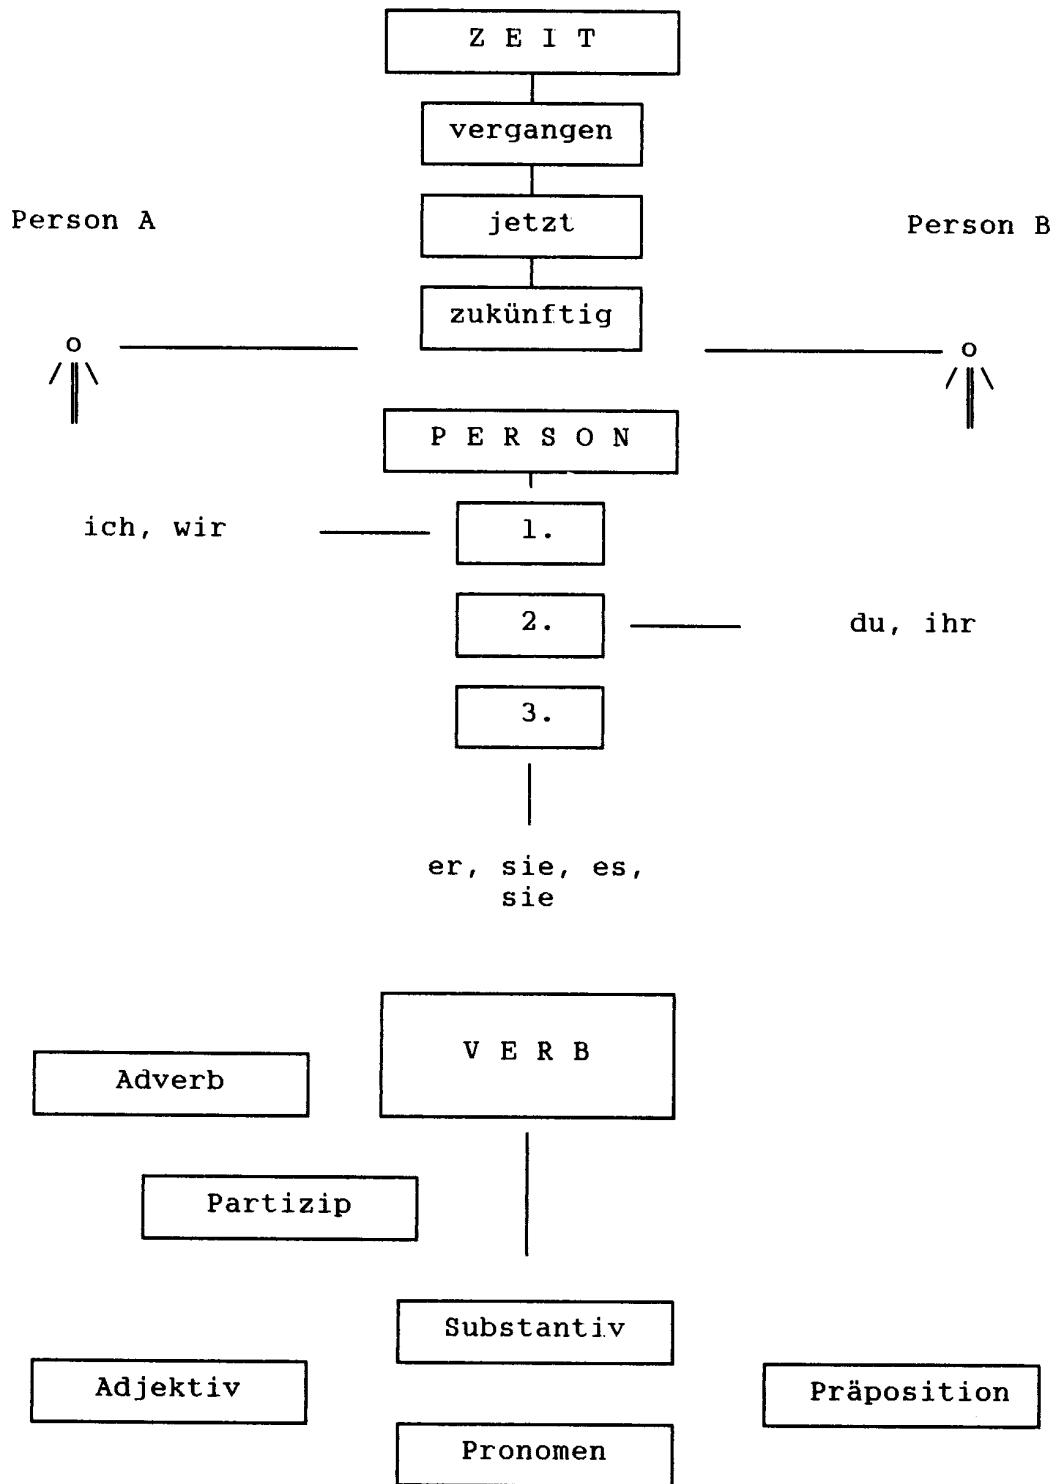 Z E I T
vergangen
jetzt
Person A
Person B
zukünftig
P E R S O N
ich, wir
1.
2.
du, ihr
3.
er, sie, es,
sie
V E R B
Adverb
Partizip
Substantiv
Adjektiv
Präposition
Pronomen